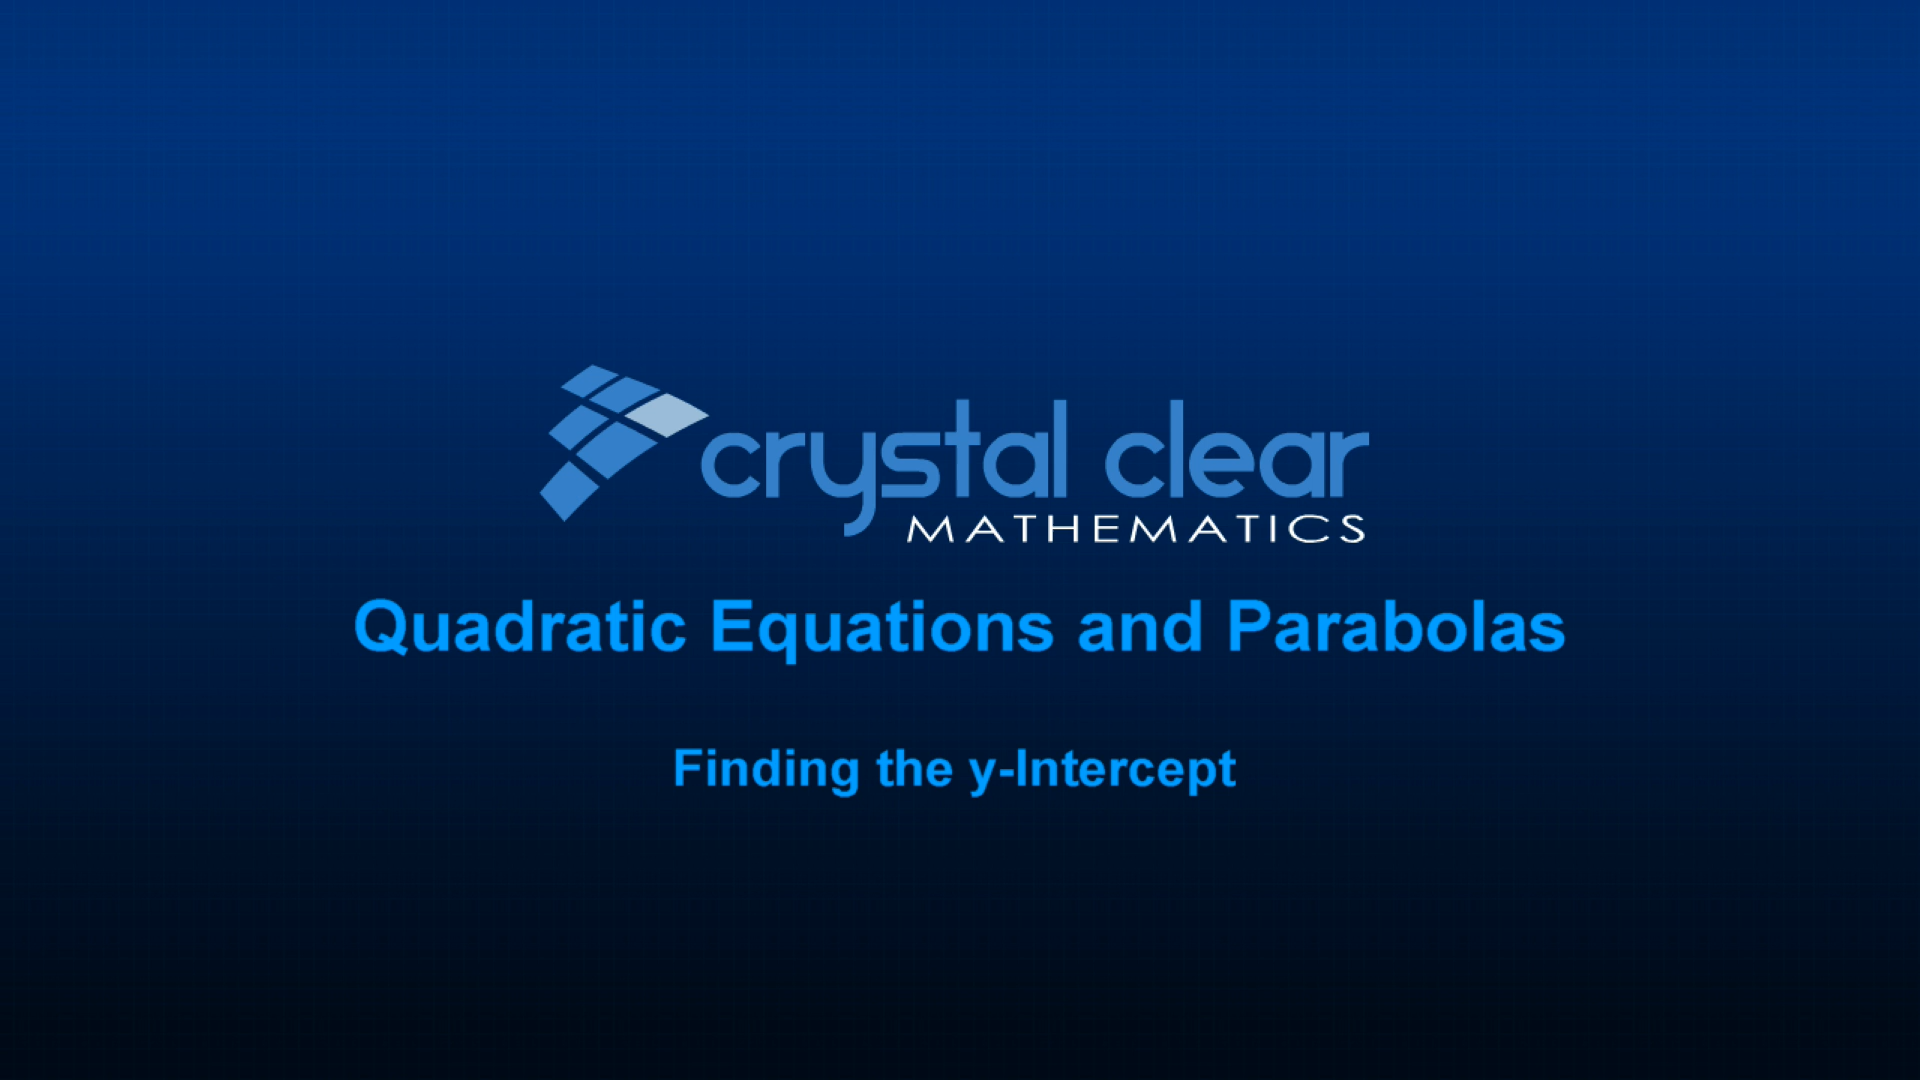 crystal clear
MATHEMATICS
Quadratic Equations and Parabolas
Finding the y-Intercept